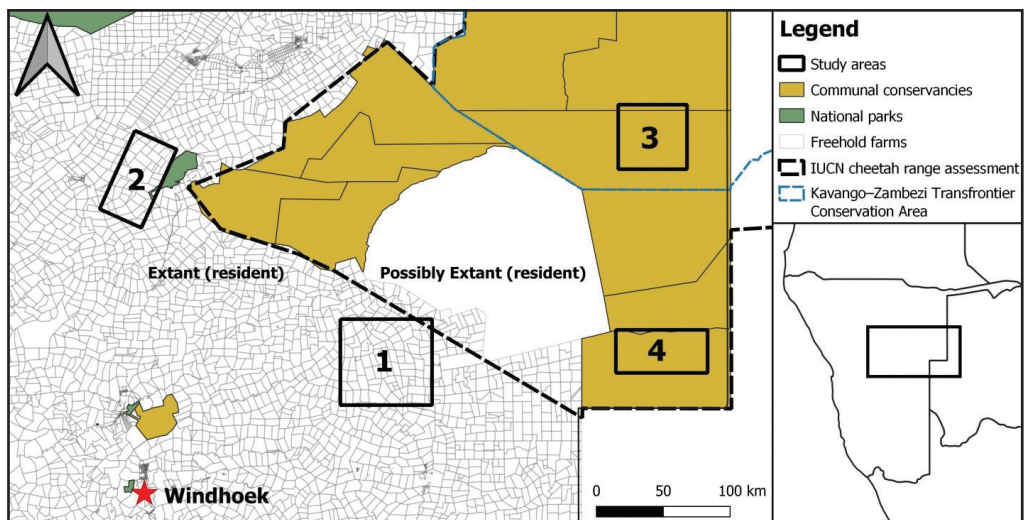 2
3
Extant (resident)
Possibly Extant (resident)
1
4
Windhoek
0 50 100 km
Legend
Study areas
Communal conservancies
National parks
Freehold farms
IUCN cheetah range assessment
Kavango–Zambezi Transfrontier
Conservation Area